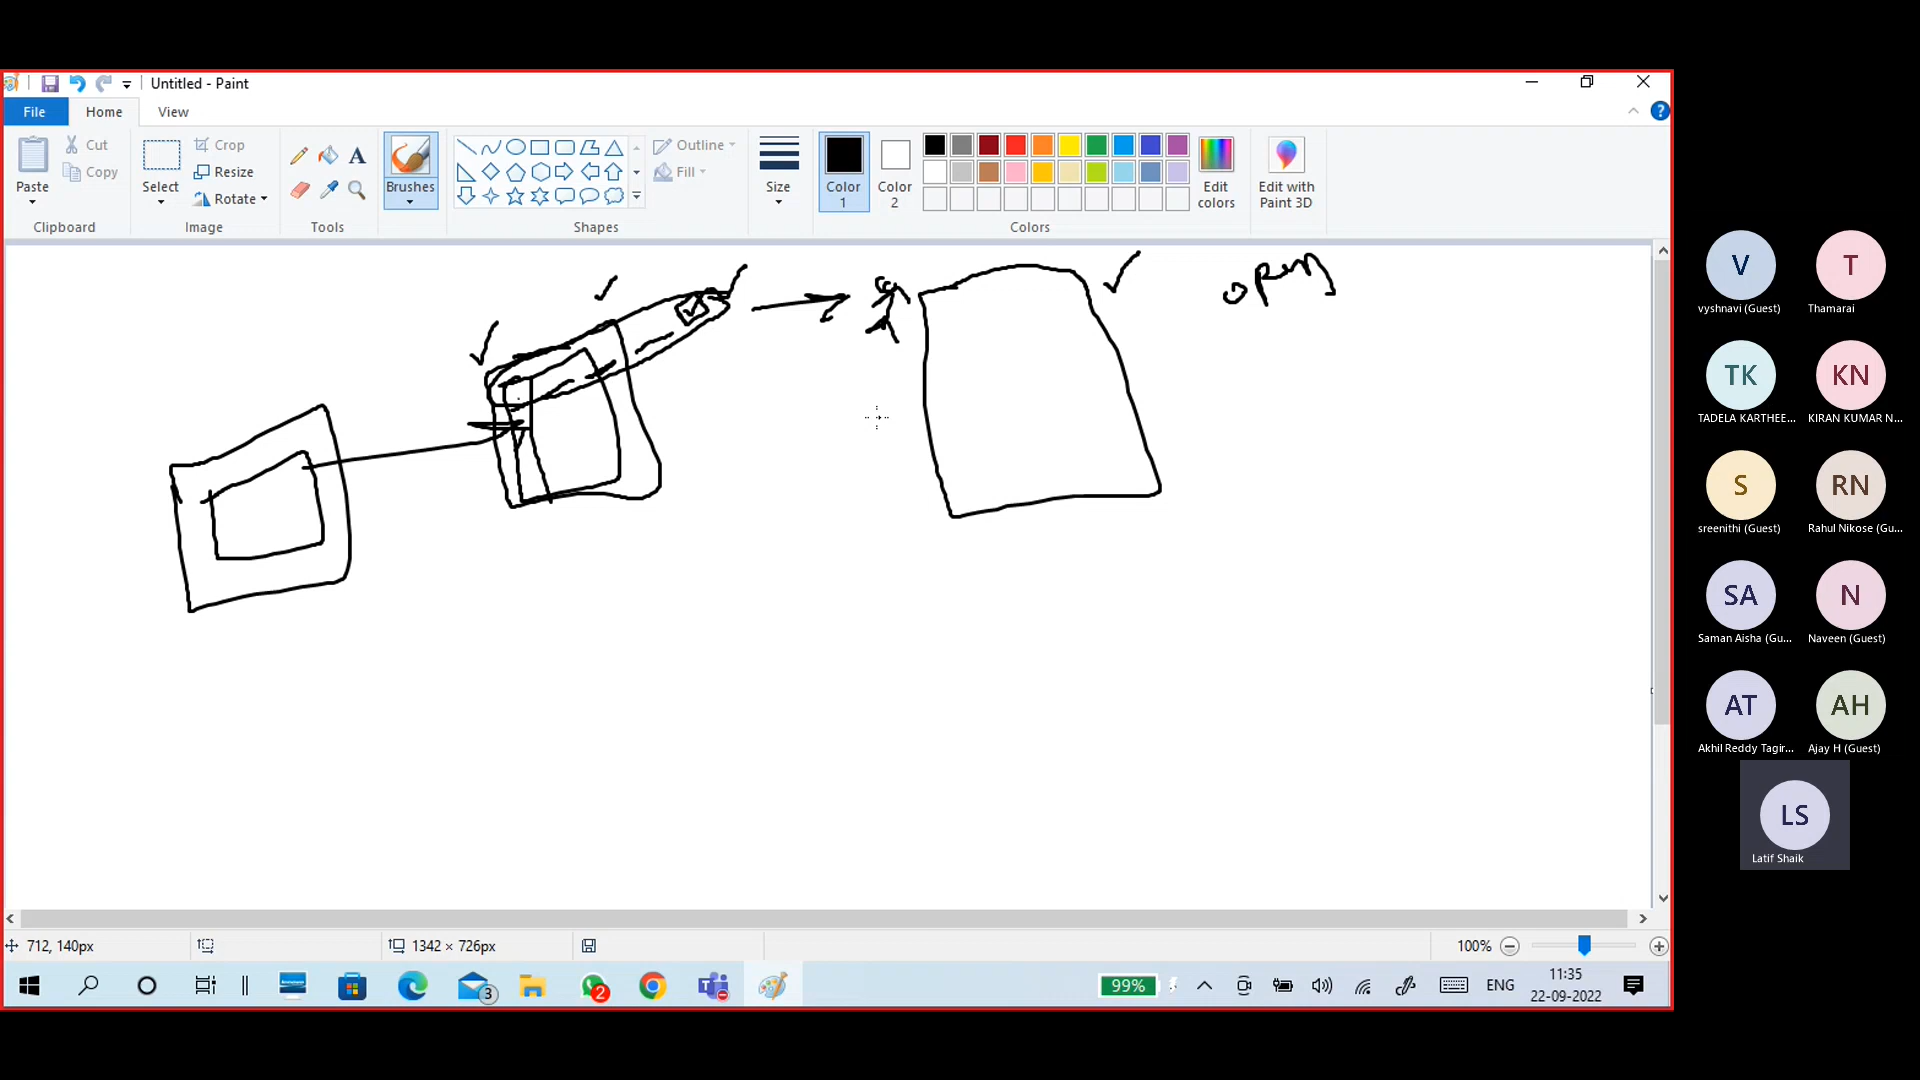 Untitled - Paint
File
Home
View
Paste
Cut
Copy
Clipboard
Select
Crop
Resize
Rotate
Image
A
Tools
Brushes
Shapes
Outline
Fill
Size
Color
1
Color
2
Edit
colors
Colors
Edit with
Paint 3D
open
712, 140px
1342 × 726px
100%
3
2
99%
ENG
11:35
22-09-2022
V
vyshnavi (Guest)
T
Thamarai
TK
TADELA KARTHEE...
KN
KIRAN KUMAR N...
S
sreenithi (Guest)
RN
Rahul Nikose (Gu...
SA
Saman Aisha (Gu...
N
Naveen (Guest)
AT
Akhil Reddy Tagir...
AH
Ajay H (Guest)
LS
Latif Shaik